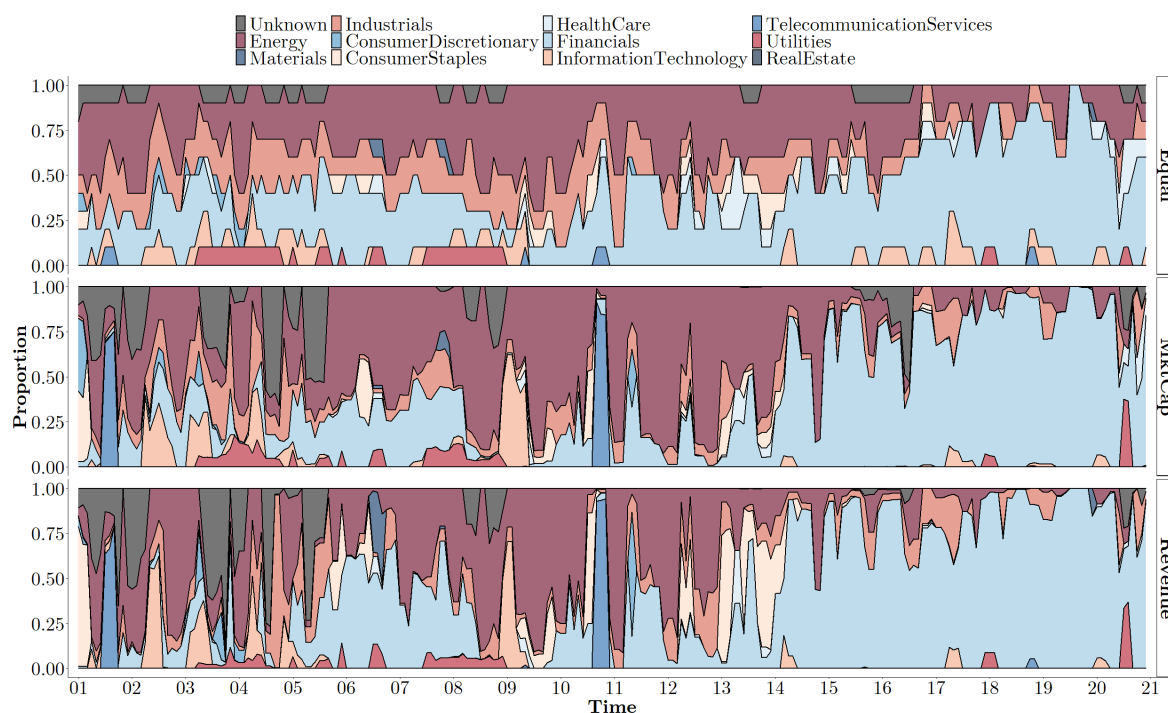 Unknown Industrials HealthCare TelecommunicationServices
Energy ConsumerDiscretionary Financials Utilities
Materials ConsumerStaples InformationTechnology RealEstate
1.00
0.75
0.50
0.25
0.00
Equal
1.00
0.75
0.50
0.25
0.00
MktCap
1.00
0.75
0.50
0.25
0.00
Revenue
Proportion
01 02 03 04 05 06 07 08 09 10 11 12 13 14 15 16 17 18 19 20 21
Time